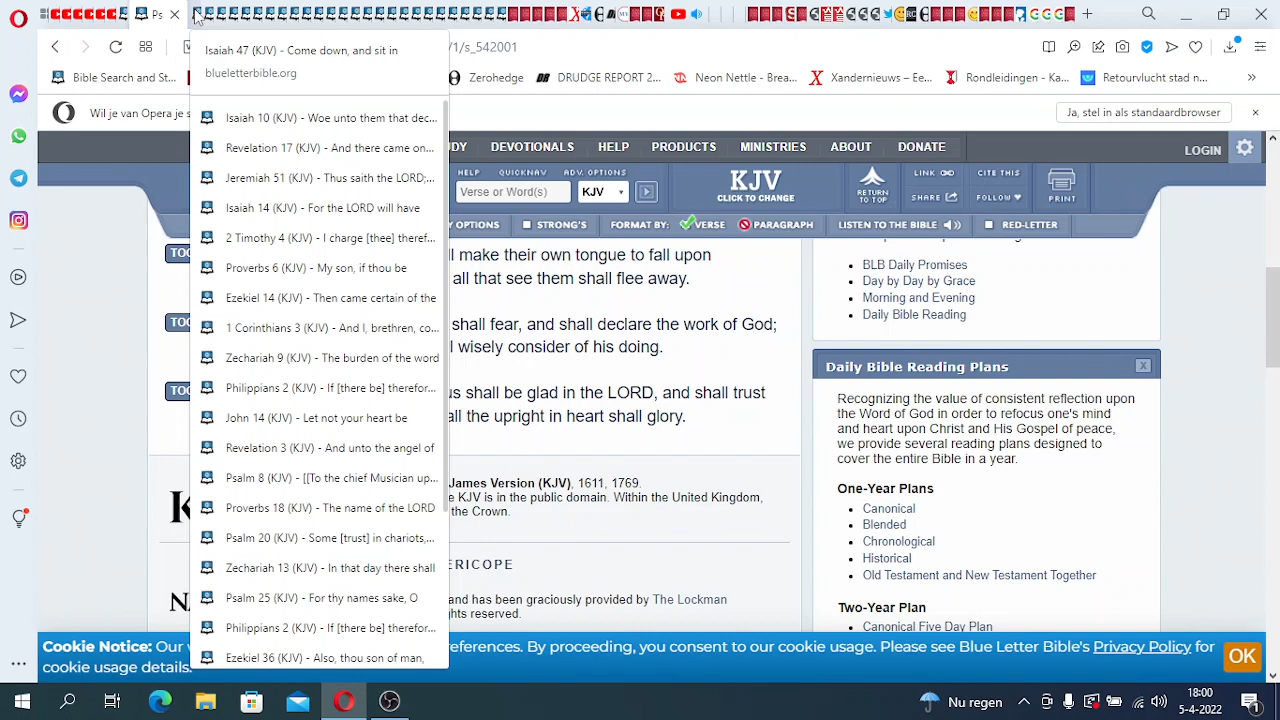 Ps
Isaiah 47 (KJV) - Come down, and sit in
blueletterbible.org
/1/s_542001
Bible Search and St...
Zerohedge
DRUDGE REPORT 2...
Neon Nettle - Brea...
Xandernieuws – Ee...
Rondleidingen - Ka...
Retourvlucht stad n...
»
Wil je van Opera je s
Ja, stel in als standaardbrowser
UDY
DEVOTIONALS
HELP
PRODUCTS
MINISTRIES
ABOUT
DONATE
LOGIN
HELP
QUICKNAV
ADV. OPTIONS
Verse or Word(s)
KJV
KJV
CLICK TO CHANGE
RETURN
TO TOP
LINK
SHARE
CITE THIS
FOLLOW
PRINT
Y OPTIONS
STRONG'S
FORMAT BY:
VERSE
PARAGRAPH
LISTEN TO THE BIBLE
RED-LETTER
Isaiah 10 (KJV) - Woe unto them that dec...
Revelation 17 (KJV) - And there came on...
Jeremiah 51 (KJV) - Thus saith the LORD;...
Isaiah 14 (KJV) - For the LORD will have
2 Timothy 4 (KJV) - I charge [thee] theref...
Proverbs 6 (KJV) - My son, if thou be
Ezekiel 14 (KJV) - Then came certain of the
1 Corinthians 3 (KJV) - And I, brethren, co...
Zechariah 9 (KJV) - The burden of the word
Philippians 2 (KJV) - If [there be] therefor...
John 14 (KJV) - Let not your heart be
Revelation 3 (KJV) - And unto the angel of
Psalm 8 (KJV) - [[To the chief Musician up...
Proverbs 18 (KJV) - The name of the LORD
Psalm 20 (KJV) - Some [trust] in chariots,...
Zechariah 13 (KJV) - In that day there shall
Psalm 25 (KJV) - For thy names sake, O
Philippians 2 (KJV) - If [there be] therefor...
Ezekiel 36 (KJV) - Also, thou son of man,
TOO
ll make their own tongue to fall upon
all that see them shall flee away.
TOO
shall fear, and shall declare the work of God;
l wisely consider of his doing.
TOO
us shall be glad in the LORD, and shall trust
all the upright in heart shall glory.
K
James Version (KJV), 1611, 1769.
e KJV is in the public domain. Within the United Kingdom,
the Crown.
ERICOPE
NA
and has been graciously provided by The Lockman
ghts reserved.
BLB Daily Promises
Day by Day by Grace
Morning and Evening
Daily Bible Reading
Daily Bible Reading Plans
X
Recognizing the value of consistent reflection upon
the Word of God in order to refocus one's mind
and heart upon Christ and His Gospel of peace,
we provide several reading plans designed to
cover the entire Bible in a year.
One-Year Plans
Canonical
Blended
Chronological
Historical
Old Testament and New Testament Together
Two-Year Plan
Canonical Five Day Plan
Cookie Notice: Our w
references. By proceeding, you consent to our cookie usage. Please see Blue Letter Bible's Privacy Policy for
cookie usage details.
OK
Nu regen
18:00
5-4-2022
1